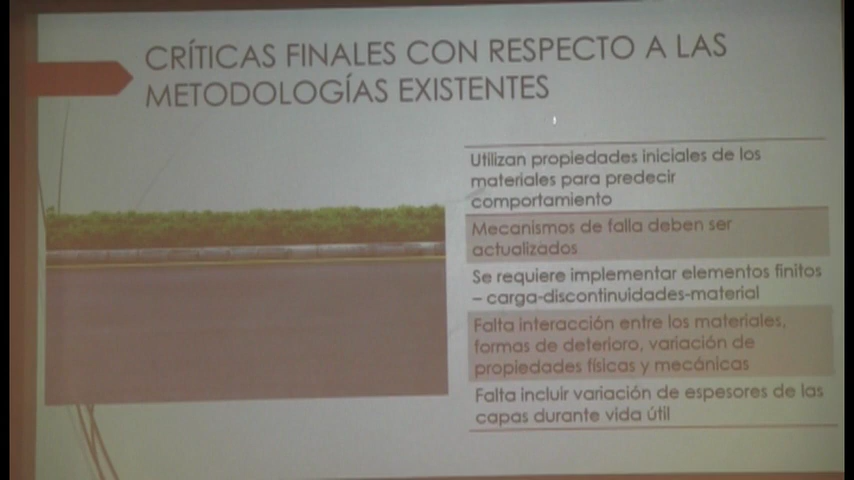 CRÍTICAS FINALES CON RESPECTO A LAS
METODOLOGÍAS EXISTENTES
Utilizan propiedades iniciales de los
materiales para predecir
comportamiento
Mecanismos de falla deben ser
actualizados
Se requiere implementar elementos finitos
– carga-discontinuidades-material
Falta interacción entre los materiales,
formas de deterioro, variación de
propiedades físicas y mecánicas
Falta incluir variación de espesores de las
capas durante vida útil